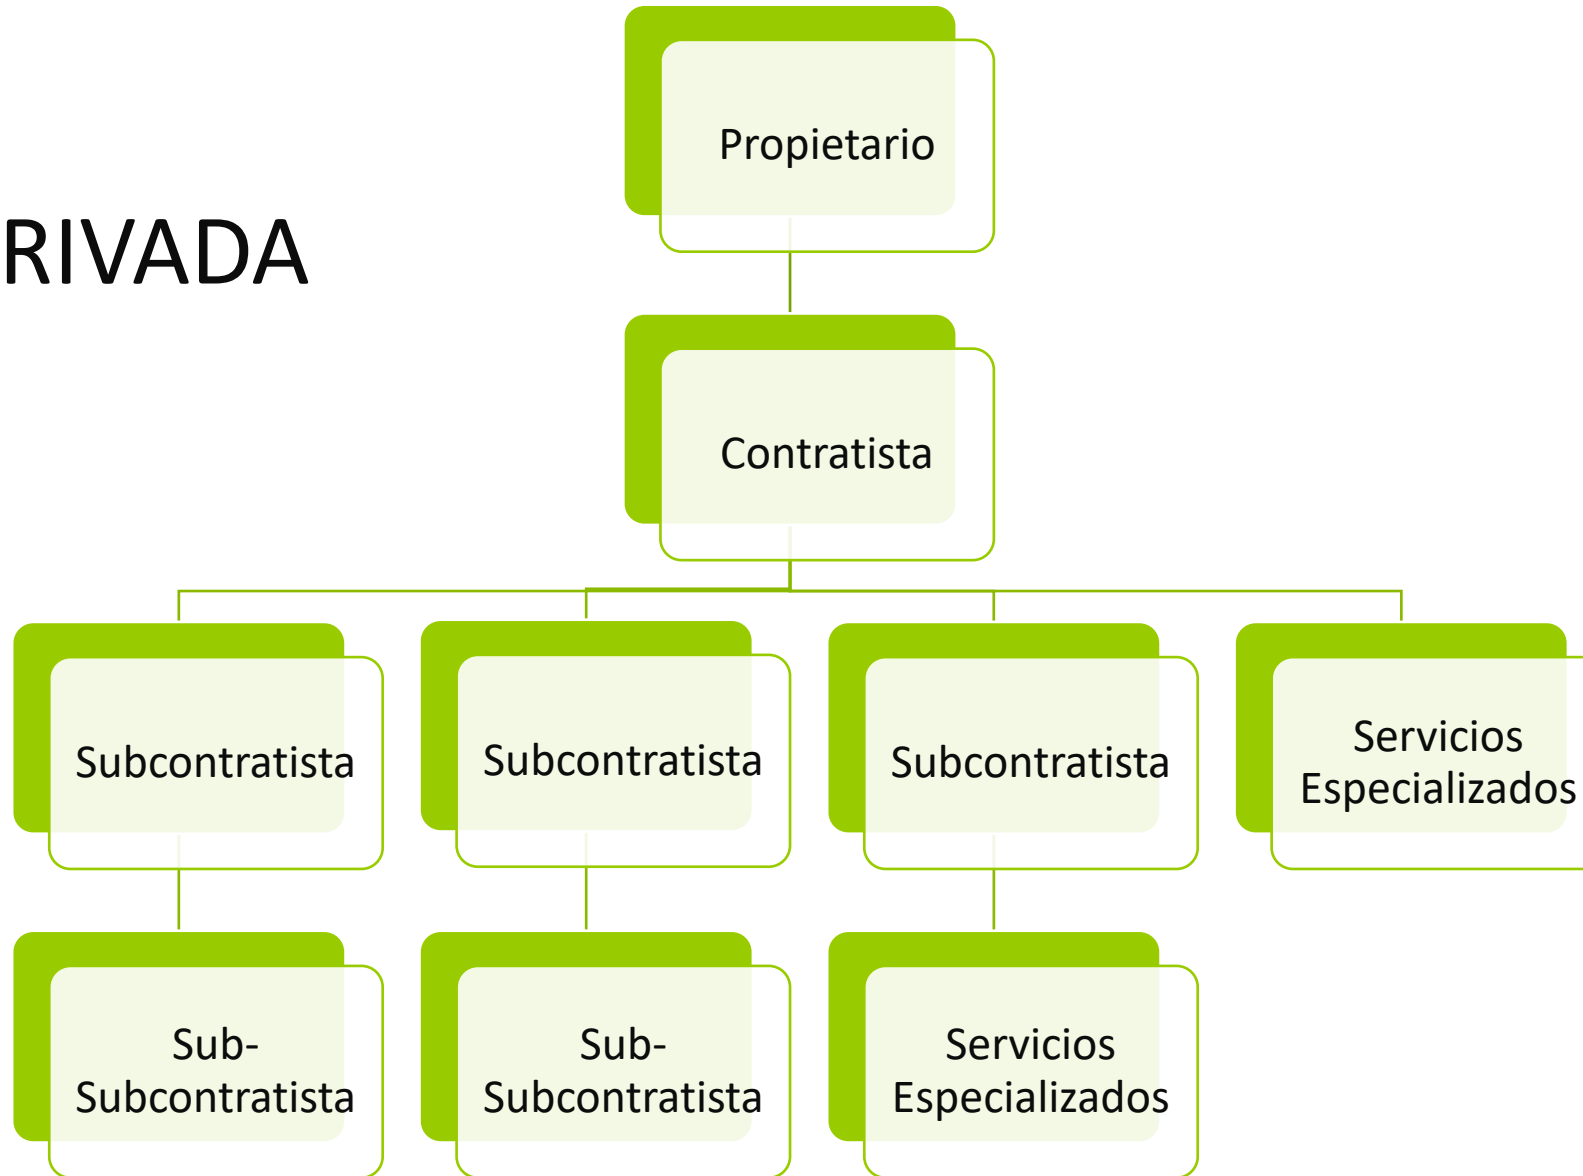 Propietario
RIVADA
Contratista
Subcontratista
Subcontratista
Subcontratista
Servicios
Especializados
Sub-
Subcontratista
Sub-
Subcontratista
Servicios
Especializados